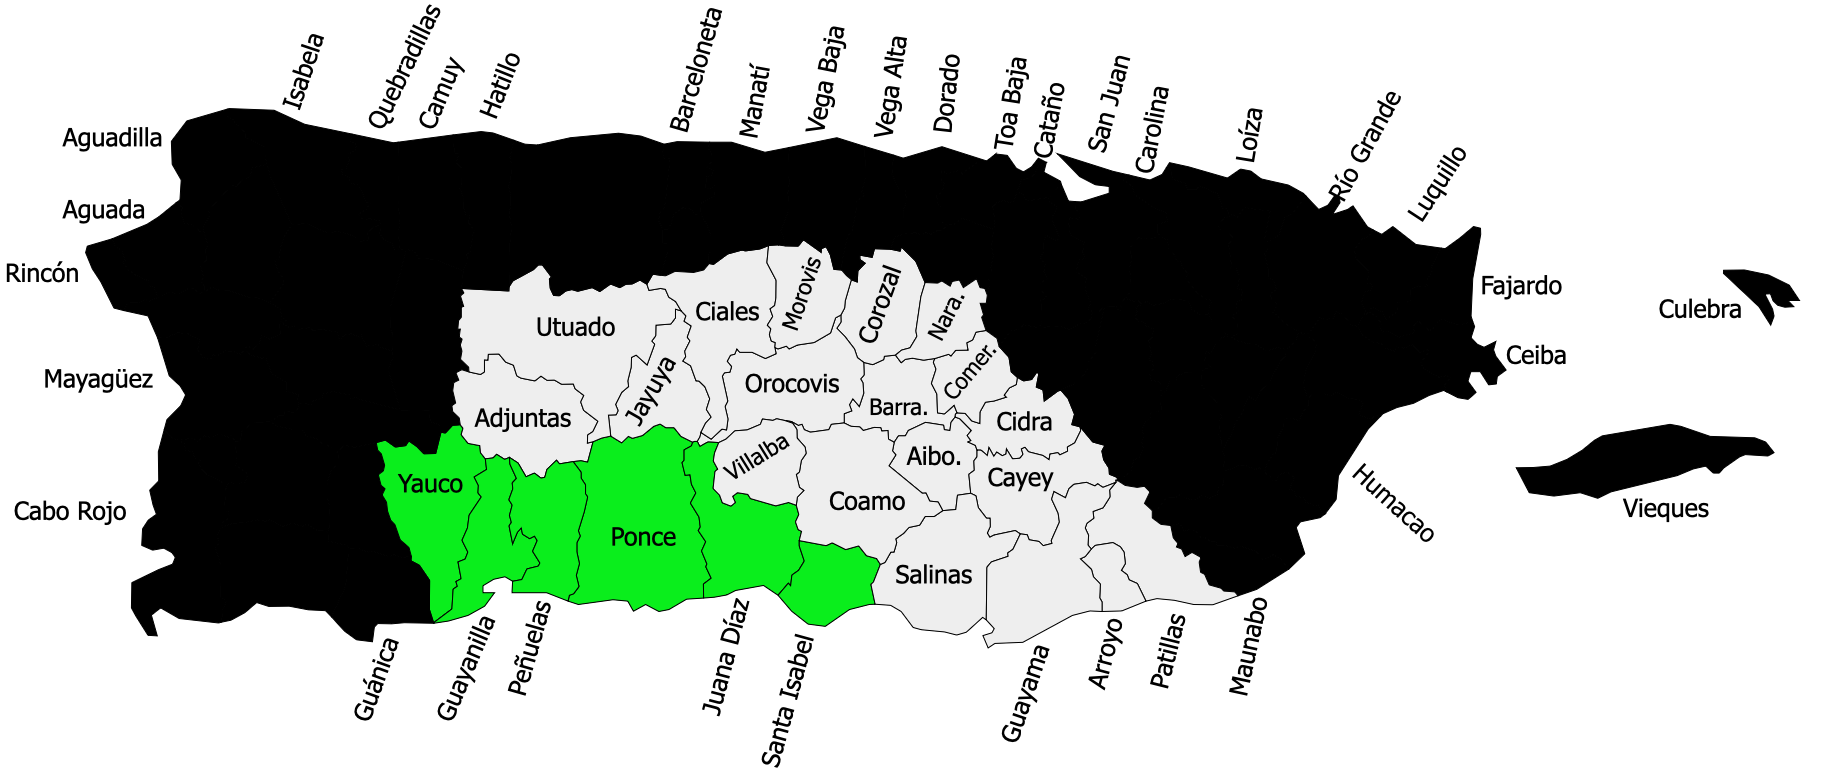 Isabela
Quebradillas
Camuy
Hatillo
Barceloneta
Manatí
Vega Baja
Vega Alta
Dorado
Toa Baja
Cataño
San Juan
Carolina
Loíza
Río Grande
Luquillo
Aguadilla
Aguada
Rincón
Mayagüez
Cabo Rojo
Fajardo
Ceiba
Culebra
Vieques
Humacao
Utuado
Ciales
Morovis
Corozal
Nara.
Adjuntas
Jayuya
Orocovis
Barra.
Comer.
Cidra
Villalba
Aibo.
Cayey
Coamo
Yauco
Ponce
Salinas
Guánica
Guayanilla
Peñuelas
Juana Díaz
Santa Isabel
Guayama
Arroyo
Patillas
Maunabo